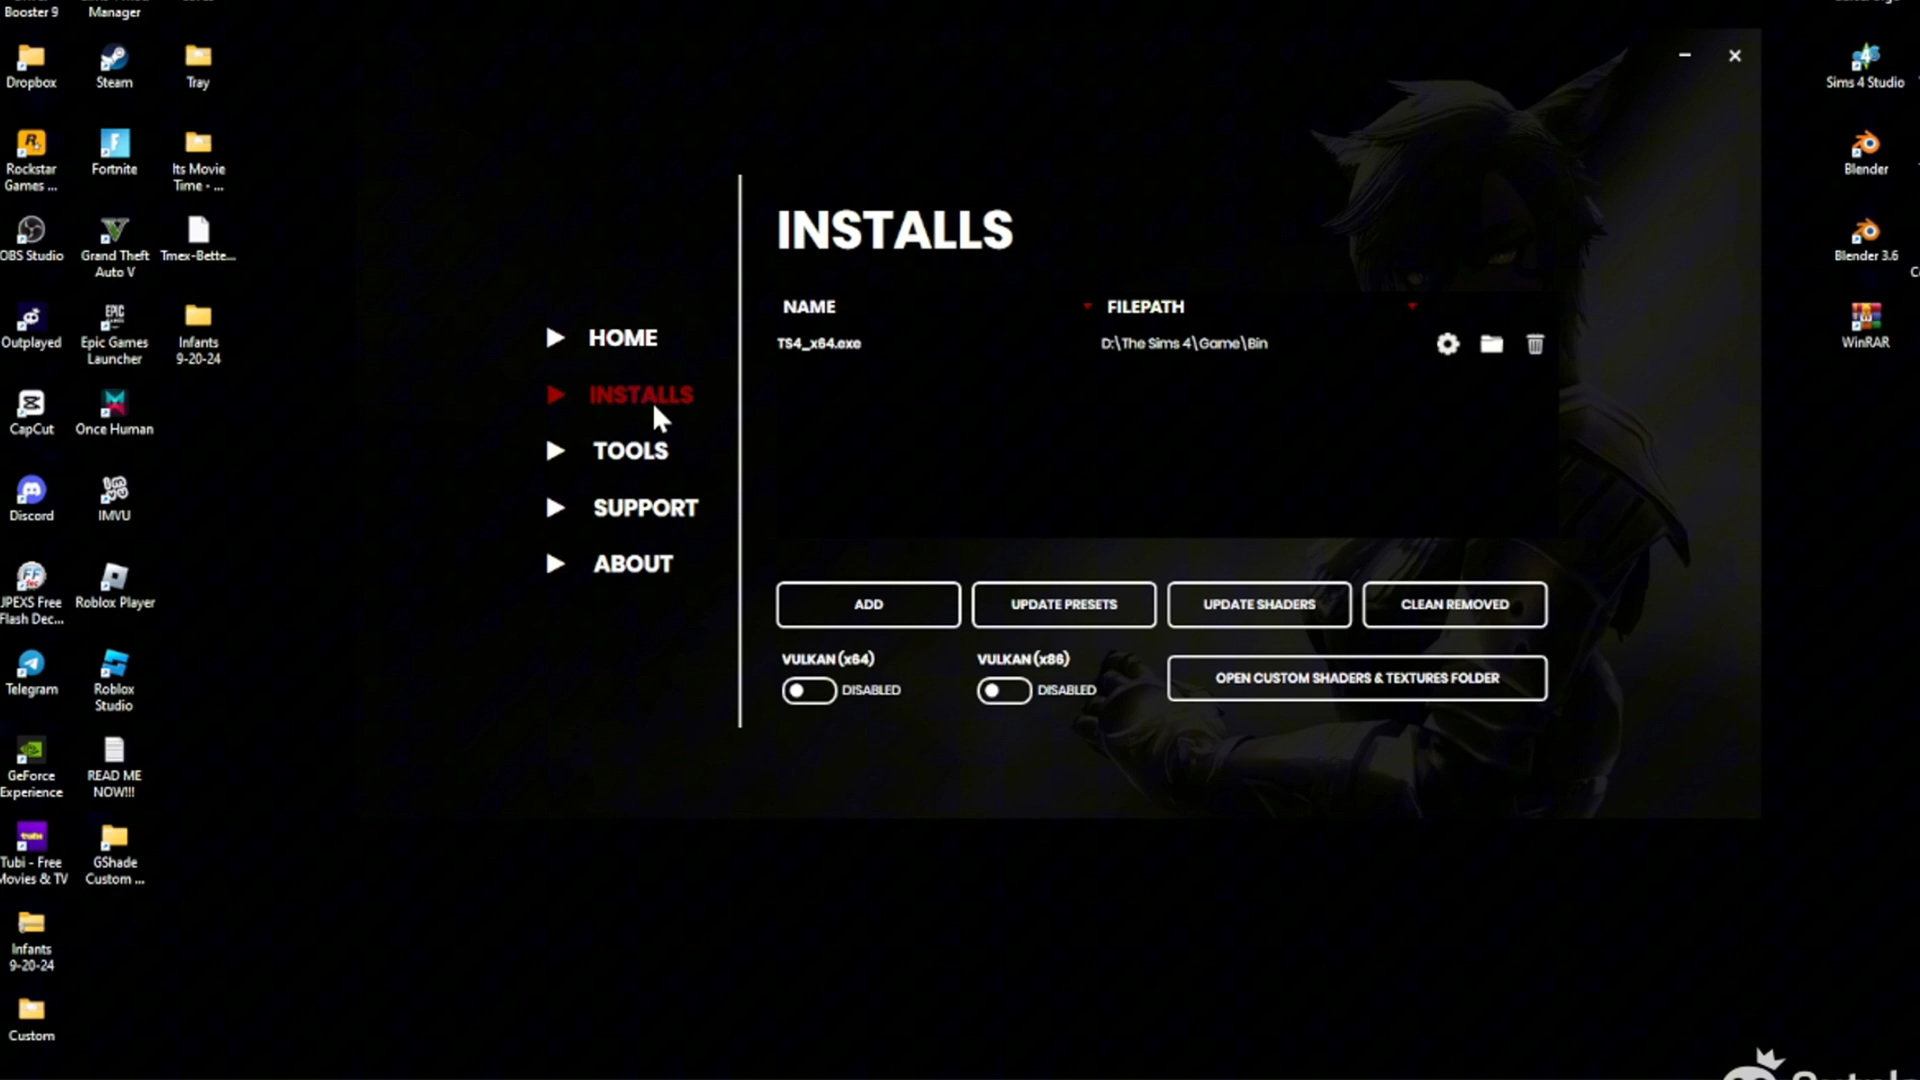 Booster 9
Manager
Dropbox
Steam
Tray
Rockstar
Games ...
Fortnite
Its Movie
Time - ...
OBS Studio
Grand Theft
Auto V
Tmex-Bette...
Outplayed
Epic Games
Launcher
Infants
9-20-24
CapCut
Once Human
Discord
IMVU
JPEXS Free
Flash Dec...
Roblox Player
Telegram
Roblox
Studio
GeForce
Experience
READ ME
NOW!!!
Tubi - Free
Movies & TV
GShade
Custom ...
Infants
9-20-24
Custom
HOME
INSTALLS
TOOLS
SUPPORT
ABOUT
INSTALLS
NAME
FILEPATH
TS4_x64.exe
D:\The Sims 4\Game\Bin
ADD
UPDATE PRESETS
UPDATE SHADERS
CLEAN REMOVED
VULKAN (x64)
DISABLED
VULKAN (x86)
DISABLED
OPEN CUSTOM SHADERS & TEXTURES FOLDER
Sims 4 Studio
Blender
Blender 3.6
WinRAR